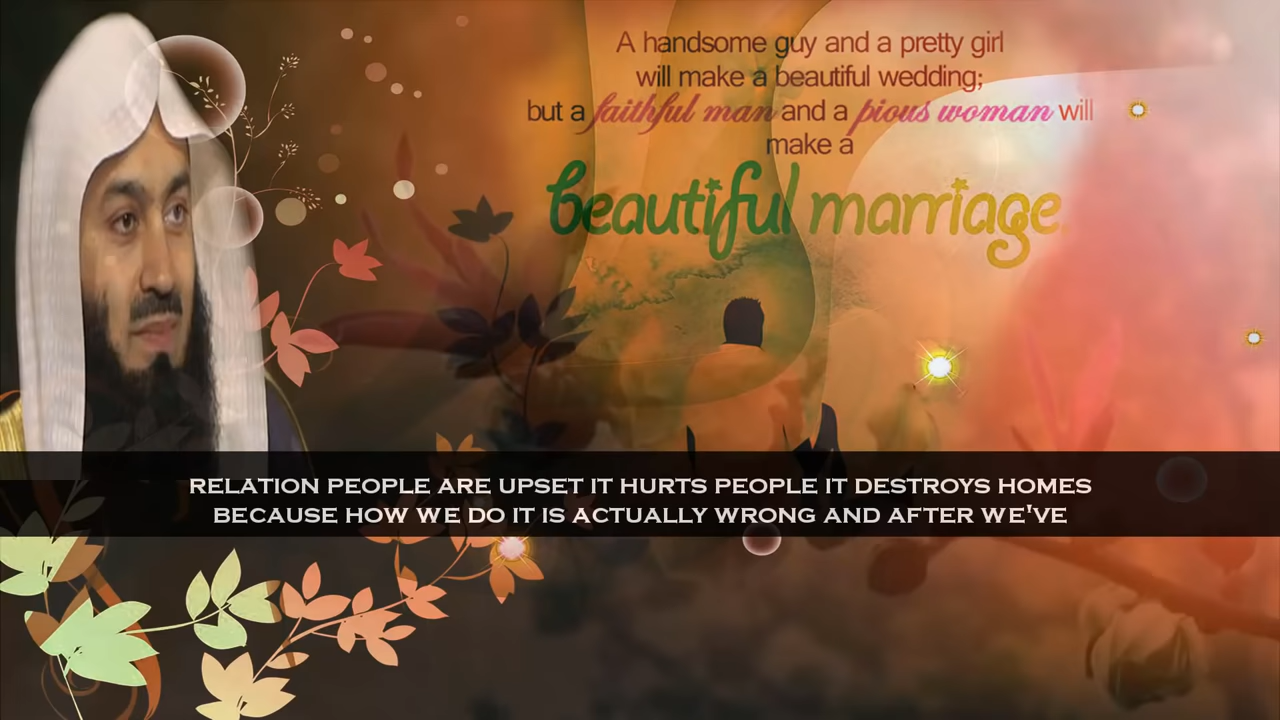 A handsome guy and a pretty girl
will make a beautiful wedding;
but a faithful man and a pious woman will
make a
beautiful marriage.
RELATION PEOPLE ARE UPSET IT HURTS PEOPLE IT DESTROYS HOMES
BECAUSE HOW WE DO IT IS ACTUALLY WRONG AND AFTER WE'VE